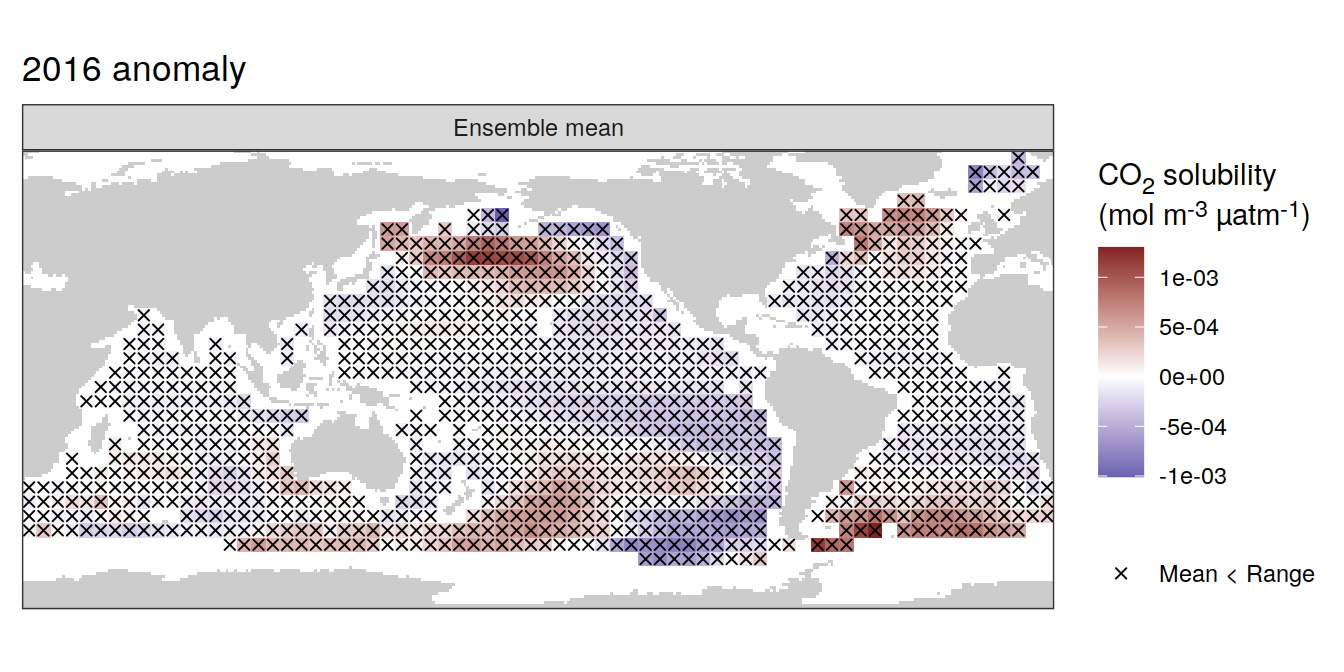 2016 anomaly
Ensemble mean
CO₂ solubility
(mol m⁻³ µatm⁻¹)
1e-03
5e-04
0e+00
-5e-04
-1e-03
× Mean < Range